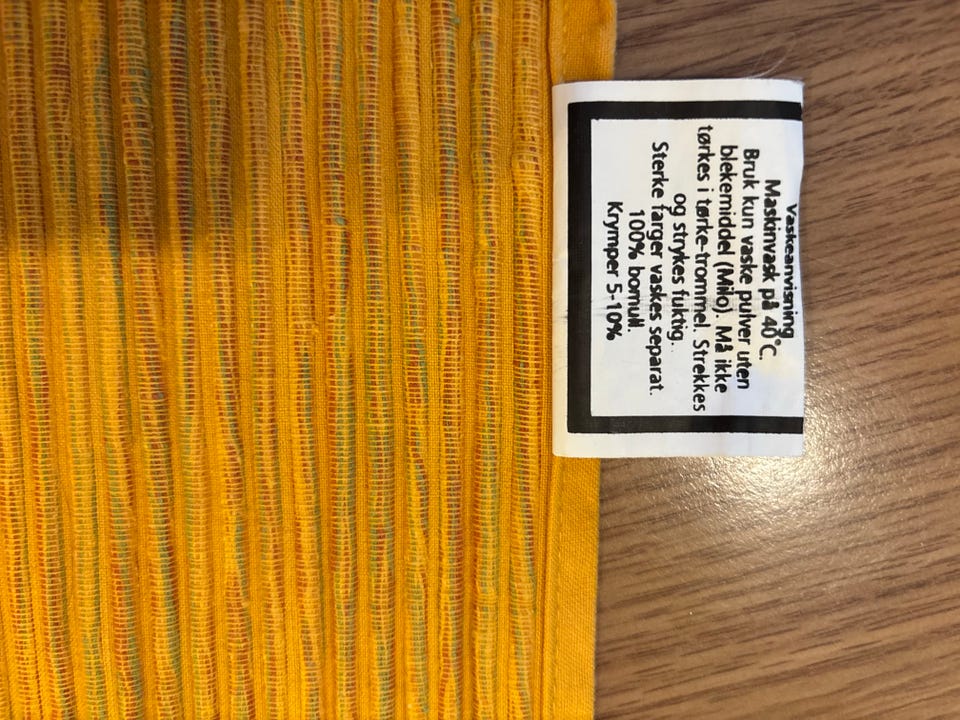 Vaskeanvisning
Maskinvask på 40°C.
Bruk kun vaske pulver uten
blekemiddel (Milo). Må ikke
tørkes i tørke-trommel. Strekkes
og strykes fuktig.
Sterke farger vaskes separat.
100% bomull
Krymper 5-10%